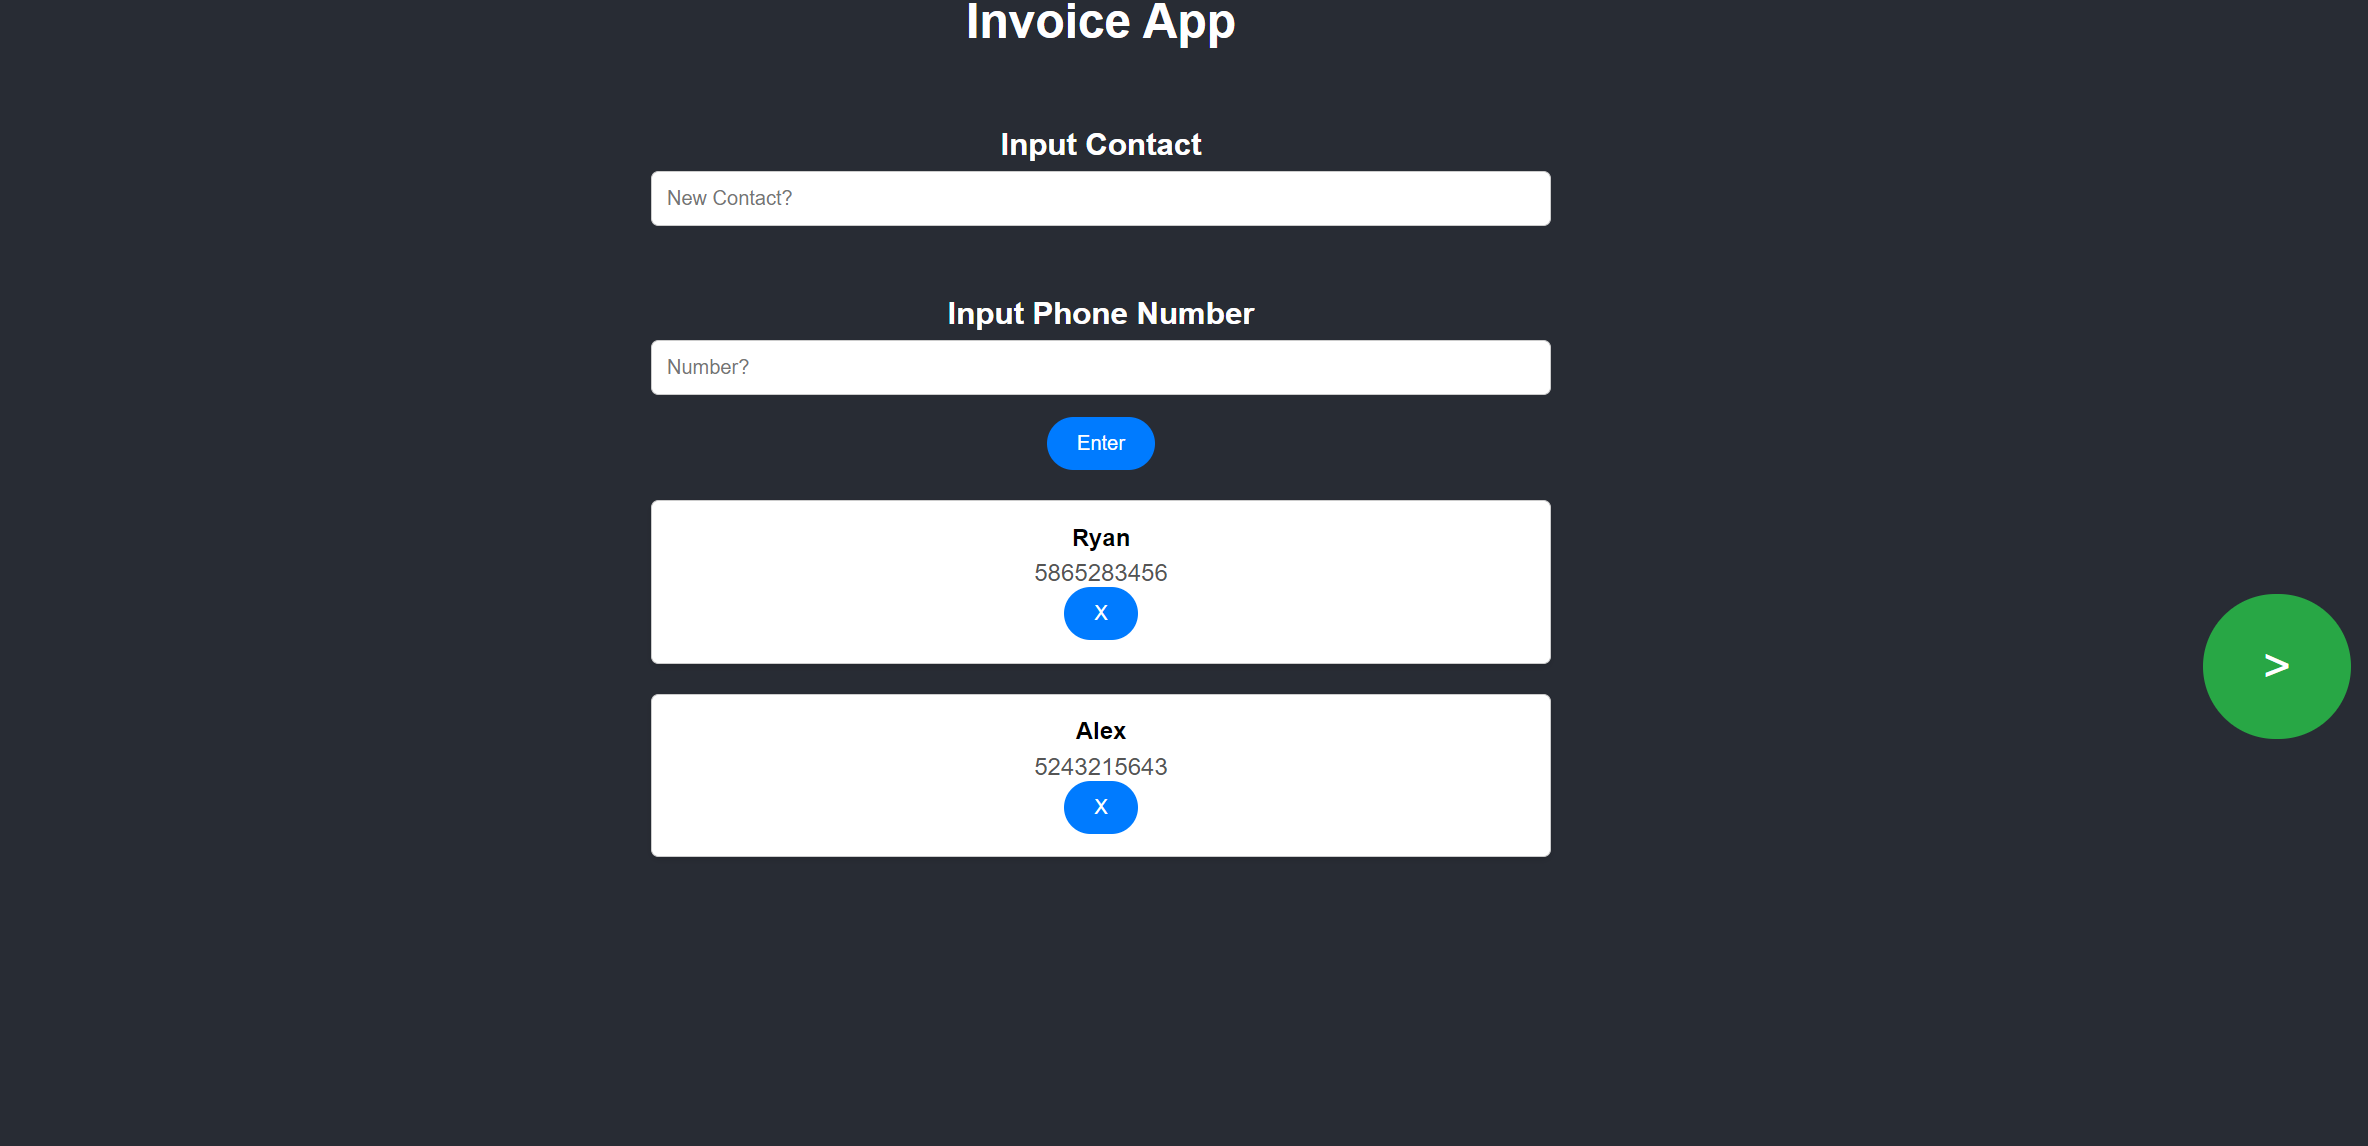 Invoice App
Input Contact
New Contact?
Input Phone Number
Number?
Enter
Ryan
5865283456
X
>
Alex
5243215643
X